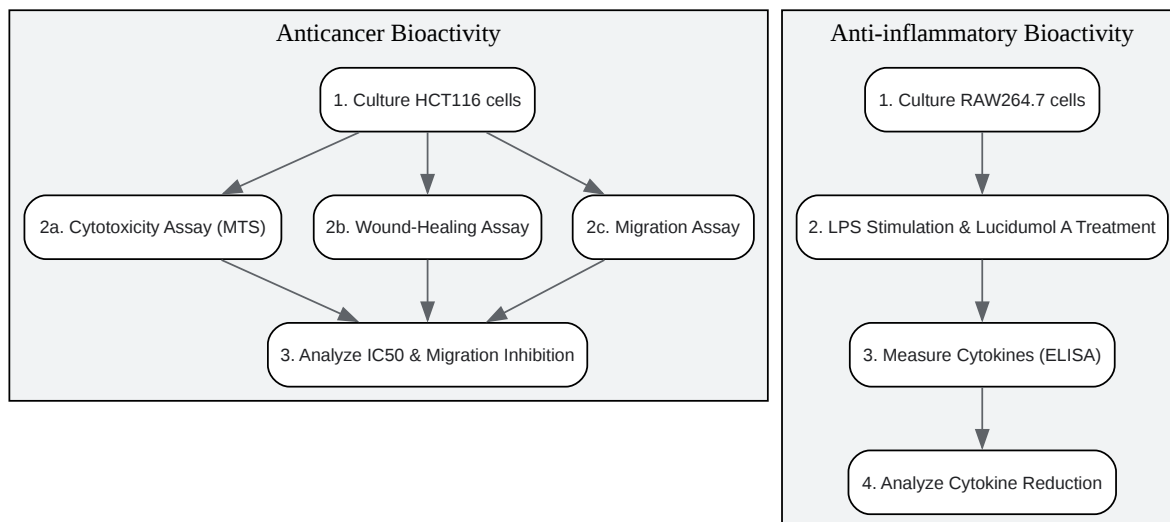 Anticancer Bioactivity
1. Culture HCT116 cells
2a. Cytotoxicity Assay (MTS)
2b. Wound-Healing Assay
2c. Migration Assay
3. Analyze IC50 & Migration Inhibition
Anti-inflammatory Bioactivity
1. Culture RAW264.7 cells
2. LPS Stimulation & Lucidumol A Treatment
3. Measure Cytokines (ELISA)
4. Analyze Cytokine Reduction